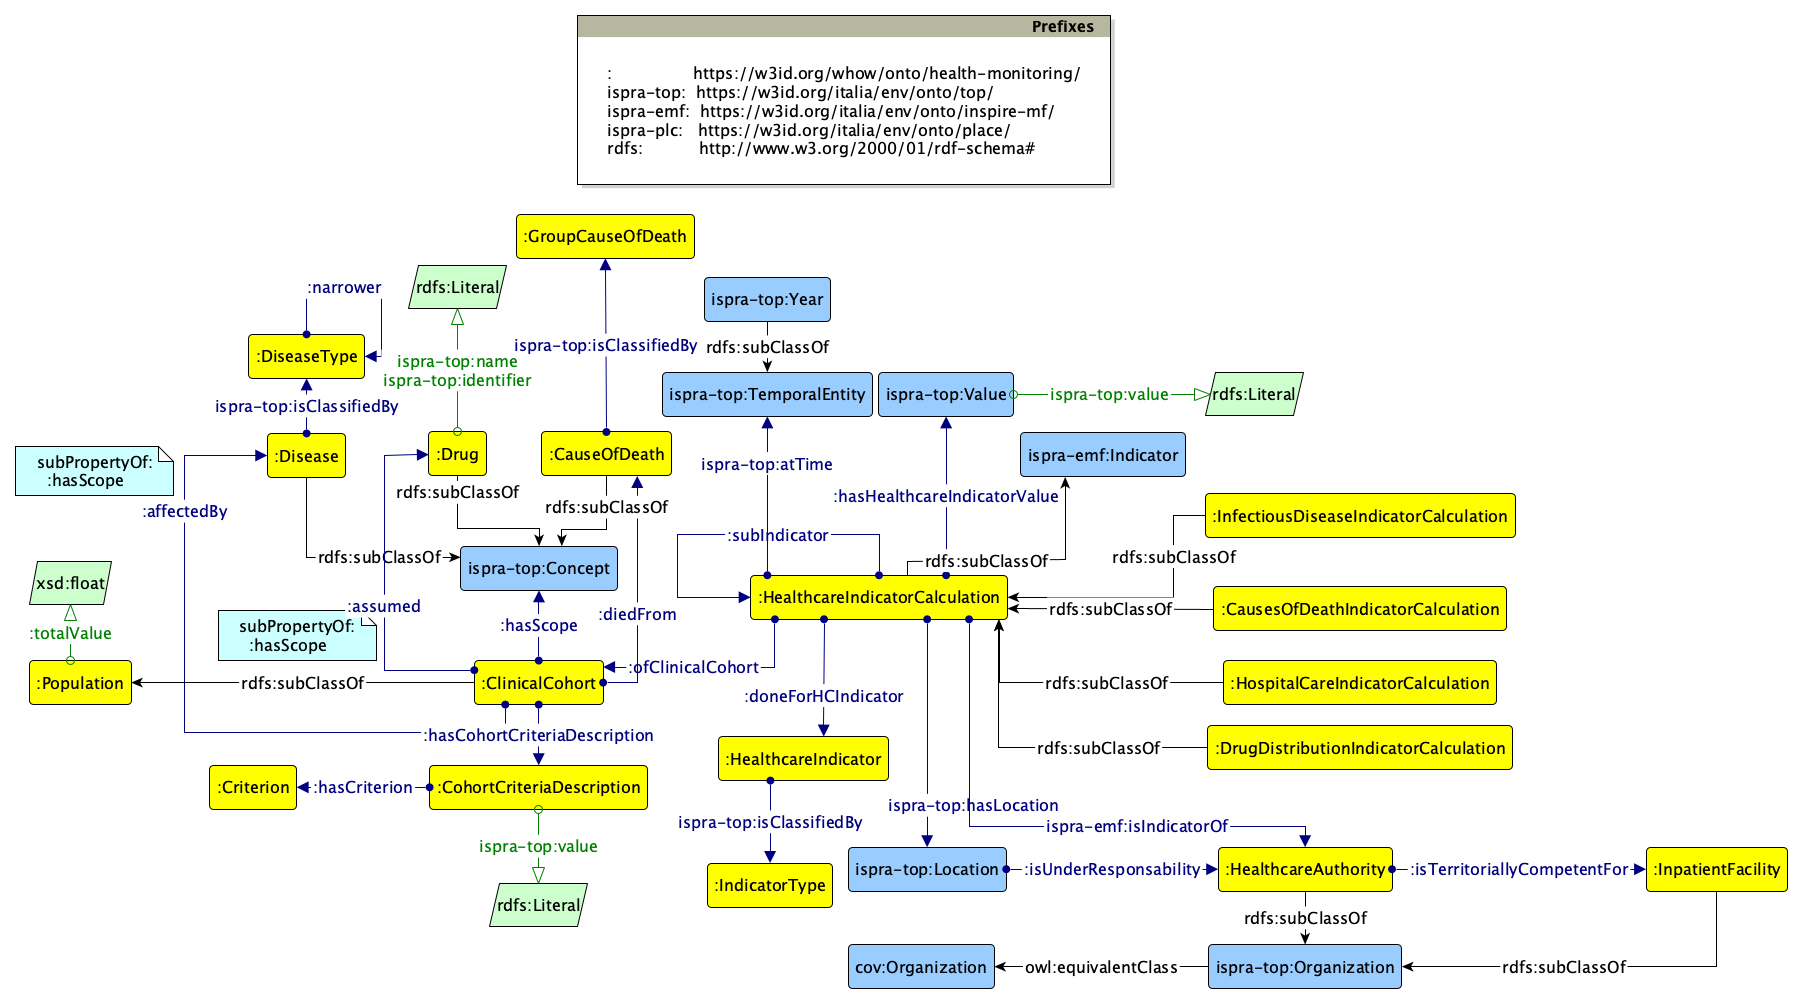 Prefixes
: https://w3id.org/whow/onto/health-monitoring/
ispra-top: https://w3id.org/italia/env/onto/top/
ispra-emf: https://w3id.org/italia/env/onto/inspire-mf/
ispra-plc: https://w3id.org/italia/env/onto/place/
rdfs: http://www.w3.org/2000/01/rdf-schema#
:GroupCauseOfDeath
:narrower
rdfs:Literal
ispra-top:Year
ispra-top:isClassifiedBy
rdfs:subClassOf
:DiseaseType
ispra-top:name
ispra-top:identifier
ispra-top:TemporalEntity
ispra-top:Value
ispra-top:value
rdfs:Literal
ispra-top:isClassifiedBy
:Disease
:Drug
:CauseOfDeath
ispra-emf:Indicator
subPropertyOf:
:hasScope
ispra-top:atTime
rdfs:subClassOf
:hasHealthcareIndicatorValue
:affectedBy
rdfs:subClassOf
:InfectiousDiseaseIndicatorCalculation
:subIndicator
rdfs:subClassOf
rdfs:subClassOf
rdfs:subClassOf
ispra-top:Concept
xsd:float
:HealthcareIndicatorCalculation
:assumed
:diedFrom
rdfs:subClassOf
:CausesOfDeathIndicatorCalculation
:totalValue
subPropertyOf:
:hasScope
:hasScope
:ofClinicalCohort
:Population
rdfs:subClassOf
:ClinicalCohort
:doneForHCIndicator
rdfs:subClassOf
:HospitalCareIndicatorCalculation
:hasCohortCriteriaDescription
rdfs:subClassOf
:DrugDistributionIndicatorCalculation
:HealthcareIndicator
:Criterion
:hasCriterion
:CohortCriteriaDescription
ispra-top:hasLocation
ispra-top:isClassifiedBy
ispra-emf:isIndicatorOf
ispra-top:value
ispra-top:Location
:isUnderResponsability
:HealthcareAuthority
:isTerritoriallyCompetentFor
:InpatientFacility
:IndicatorType
rdfs:Literal
rdfs:subClassOf
cov:Organization
owl:equivalentClass
ispra-top:Organization
rdfs:subClassOf